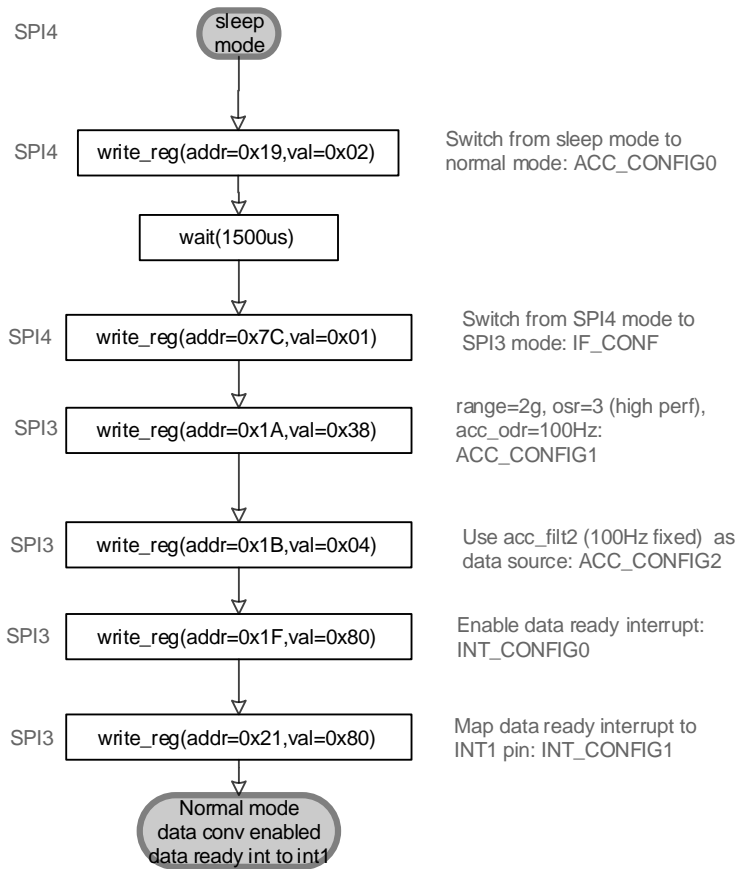 SPI4
sleep
mode
SPI4
write_reg(addr=0x19,val=0x02)
Switch from sleep mode to
normal mode: ACC_CONFIG0
wait(1500us)
SPI4
write_reg(addr=0x7C,val=0x01)
Switch from SPI4 mode to
SPI3 mode: IF_CONF
SPI3
write_reg(addr=0x1A,val=0x38)
range=2g, osr=3 (high perf),
acc_odr=100Hz:
ACC_CONFIG1
SPI3
write_reg(addr=0x1B,val=0x04)
Use acc_filt2 (100Hz fixed) as
data source: ACC_CONFIG2
SPI3
write_reg(addr=0x1F,val=0x80)
Enable data ready interrupt:
INT_CONFIG0
SPI3
write_reg(addr=0x21,val=0x80)
Map data ready interrupt to
INT1 pin: INT_CONFIG1
Normal mode
data conv enabled
data ready int to int1